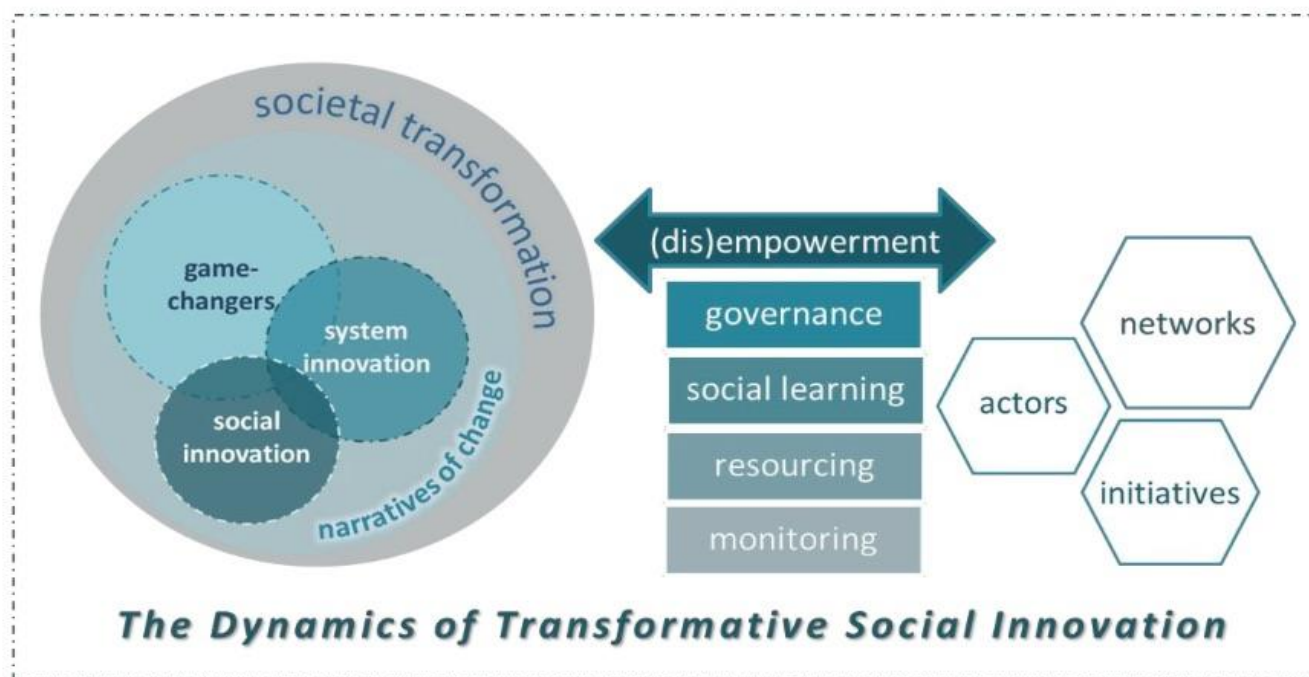 societal transformation
game-
changers
system
innovation
social
innovation
narratives of change
(dis)empowerment
governance
social learning
resourcing
monitoring
networks
actors
initiatives
The Dynamics of Transformative Social Innovation